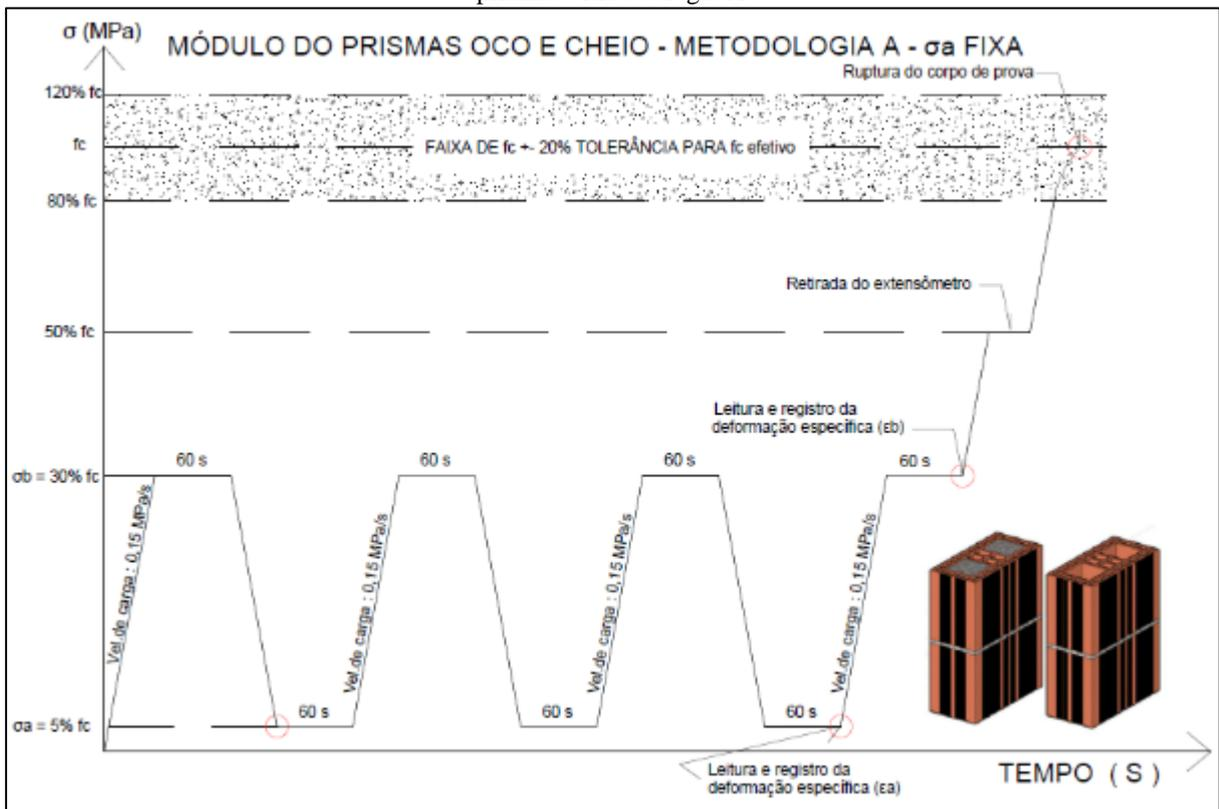 σ (MPa)
MÓDULO DO PRISMAS OCO E CHEIO - METODOLOGIA A - σa FIXA
Ruptura do corpo de prova
120% fc
fc
FAIXA DE fc +- 20% TOLERÂNCIA PARA fc efetivo
80% fc
Retirada do extensômetro
50% fc
Leitura e registro da
deformação específica (εb)
60 s
60 s
60 s
60 s
σb = 30% fc
Vel.de carga : 0,15 MPa/s
Vel.de carga : 0,15 MPa/s
Vel.de carga : 0,15 MPa/s
Vel.de carga : 0,15 MPa/s
60 s
60 s
60 s
σa = 5% fc
Leitura e registro da
deformação específica (εa)
TEMPO ( S )